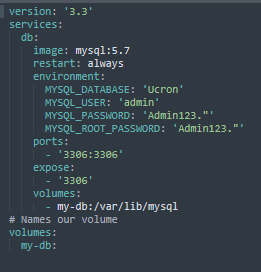 version: '3.3'
services:
  db:
    image: mysql:5.7
    restart: always
    environment:
      MYSQL_DATABASE: 'Ucron'
      MYSQL_USER: 'admin'
      MYSQL_PASSWORD: 'Admin123."'
      MYSQL_ROOT_PASSWORD: 'Admin123."'
    ports:
      - '3306:3306'
    expose:
      - '3306'
    volumes:
      - my-db:/var/lib/mysql
# Names our volume
volumes:
  my-db: